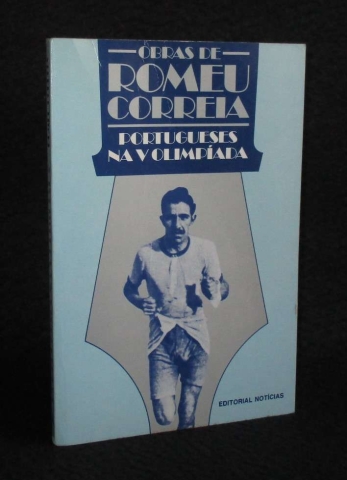 OBRAS DE
ROMEU
CORREIA
PORTUGUESES
NA V OLIMPÍADA
EDITORIAL NOTÍCIAS